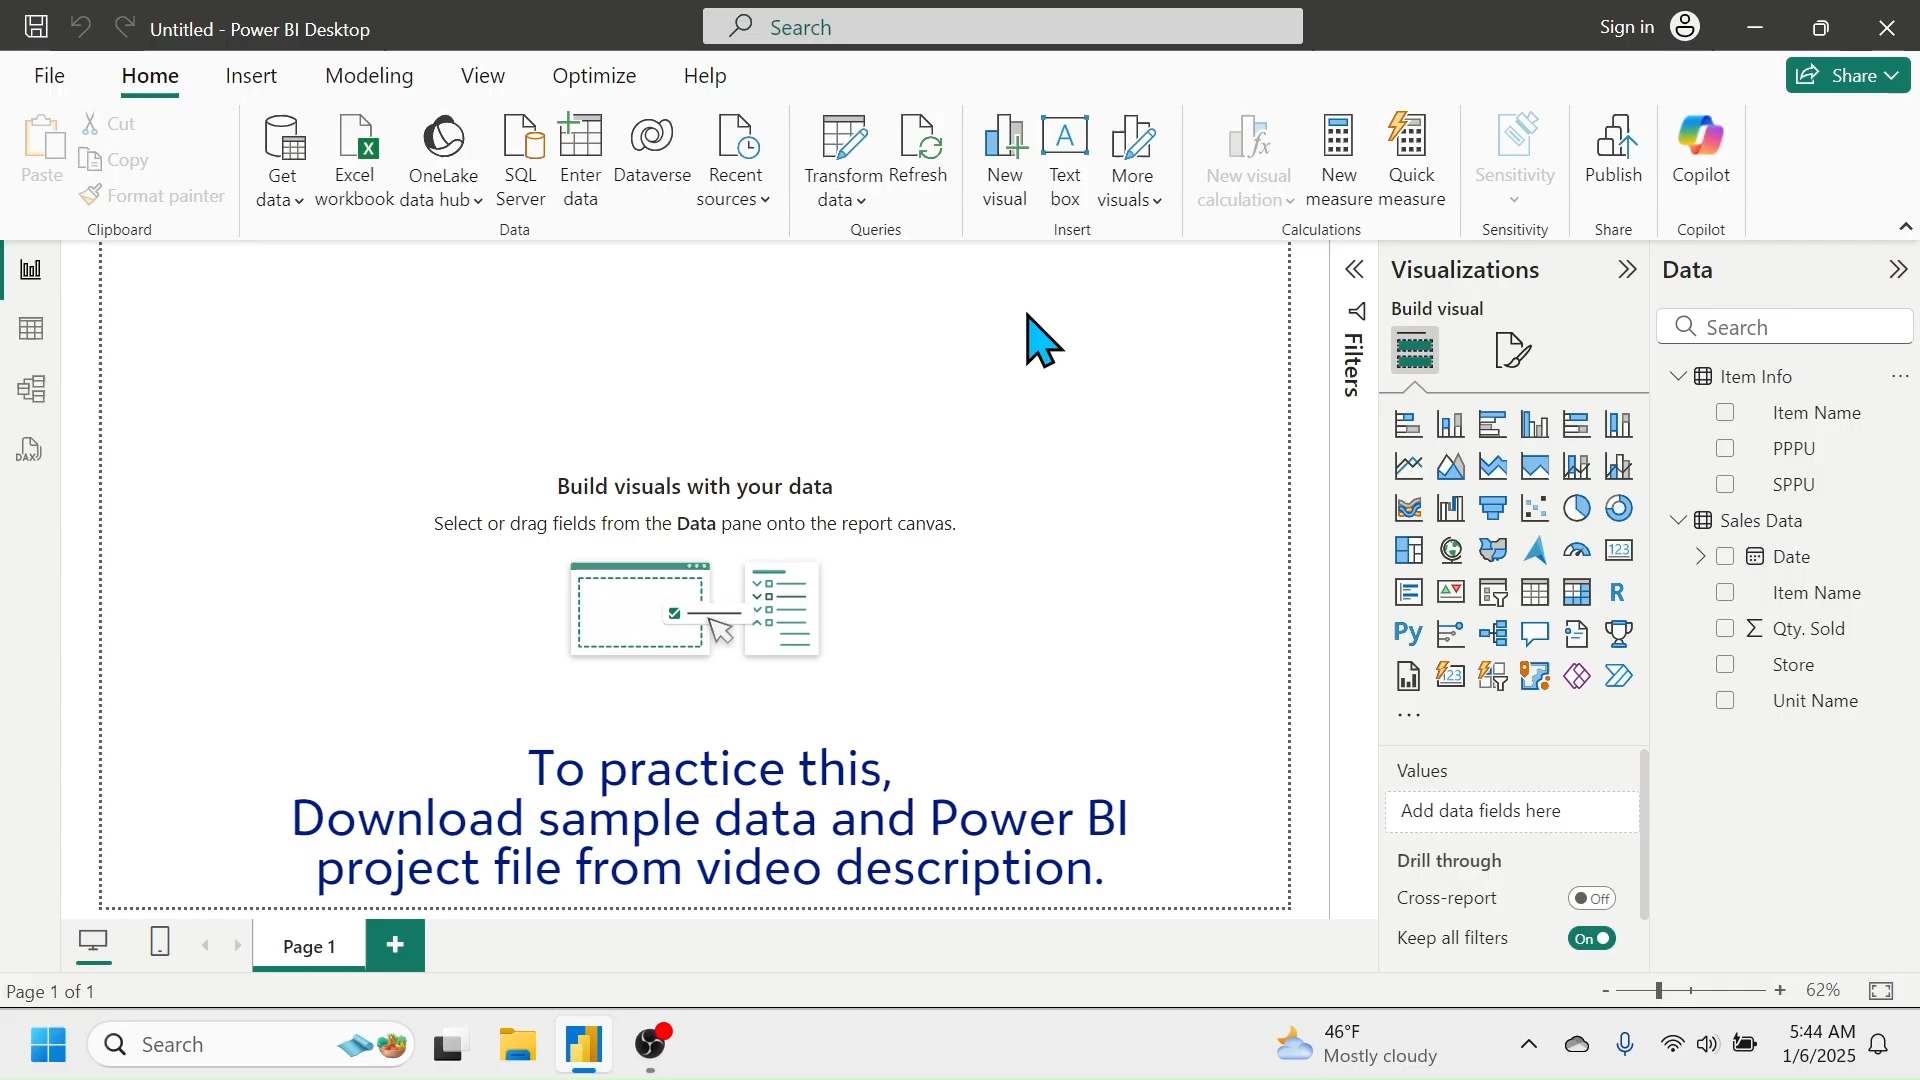 Untitled - Power BI Desktop
Search
Sign in
File
Home
Insert
Modeling
View
Optimize
Help
Share
Paste
Cut
Copy
Format painter
Clipboard
Get
data
Excel
workbook
OneLake
data hub
SQL
Server
Enter
data
Dataverse
Recent
sources
Data
Transform
data
Refresh
Queries
New
visual
A
Text
box
More
visuals
Insert
New visual
calculation
New
measure
Quick
measure
Calculations
Sensitivity
Sensitivity
Publish
Share
Copilot
Copilot
DAX
Build visuals with your data
Select or drag fields from the Data pane onto the report canvas.
To practice this,
Download sample data and Power BI
project file from video description.
Filters
Visualizations
Build visual
123
R
Py
123
...
Values
Add data fields here
Drill through
Cross-report
Off
Keep all filters
On
Data
Search
Item Info
...
Item Name
PPPU
SPPU
Sales Data
Date
Item Name
Σ Qty. Sold
Store
Unit Name
Page 1
+
Page 1 of 1
- + 62%
Search
46°F
Mostly cloudy
5:44 AM
1/6/2025